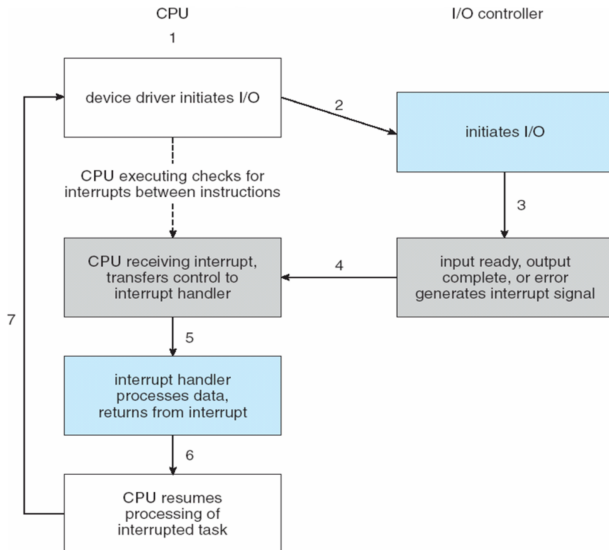 CPU
I/O controller
1
device driver initiates I/O
2
initiates I/O
CPU executing checks for
interrupts between instructions
3
CPU receiving interrupt,
transfers control to
interrupt handler
4
input ready, output
complete, or error
generates interrupt signal
7
5
interrupt handler
processes data,
returns from interrupt
6
CPU resumes
processing of
interrupted task